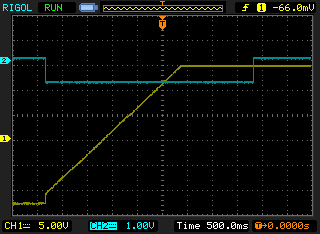 RIGOL RUN T 1 -66.0mV
T
2
1
CH1 5.00V CH2 1.00V Time 500.0ms T→0.0000s